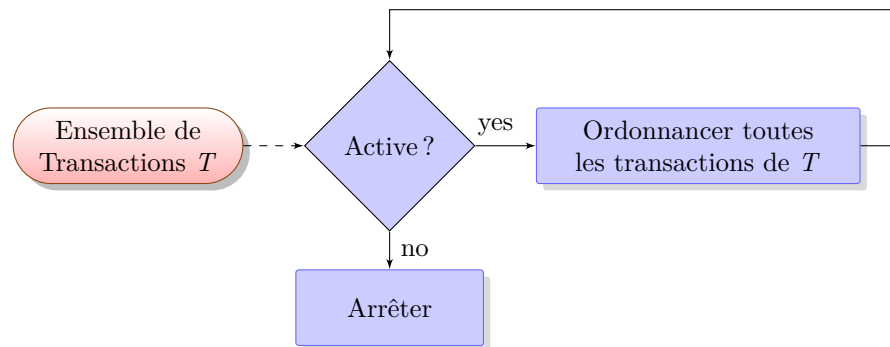 Ensemble de
Transactions T
Active ?
yes
Ordonnancer toutes
les transactions de T
no
Arrêter